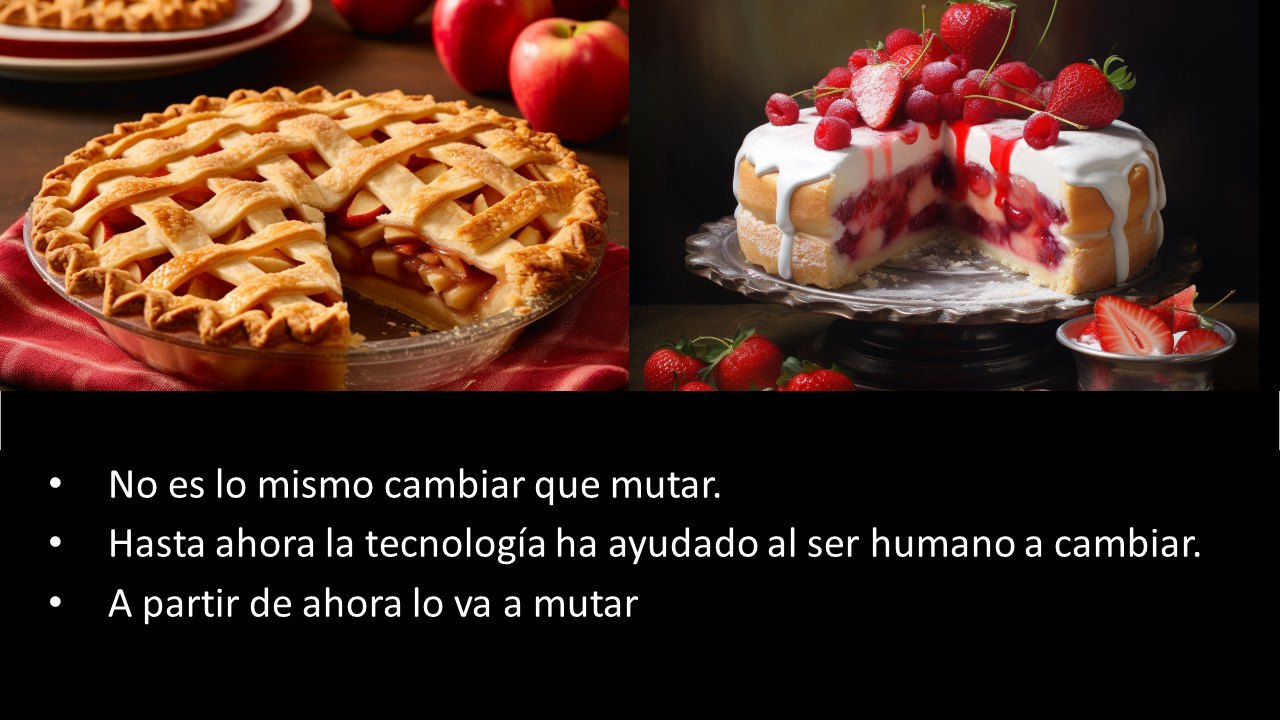 • No es lo mismo cambiar que mutar.
• Hasta ahora la tecnología ha ayudado al ser humano a cambiar.
• A partir de ahora lo va a mutar